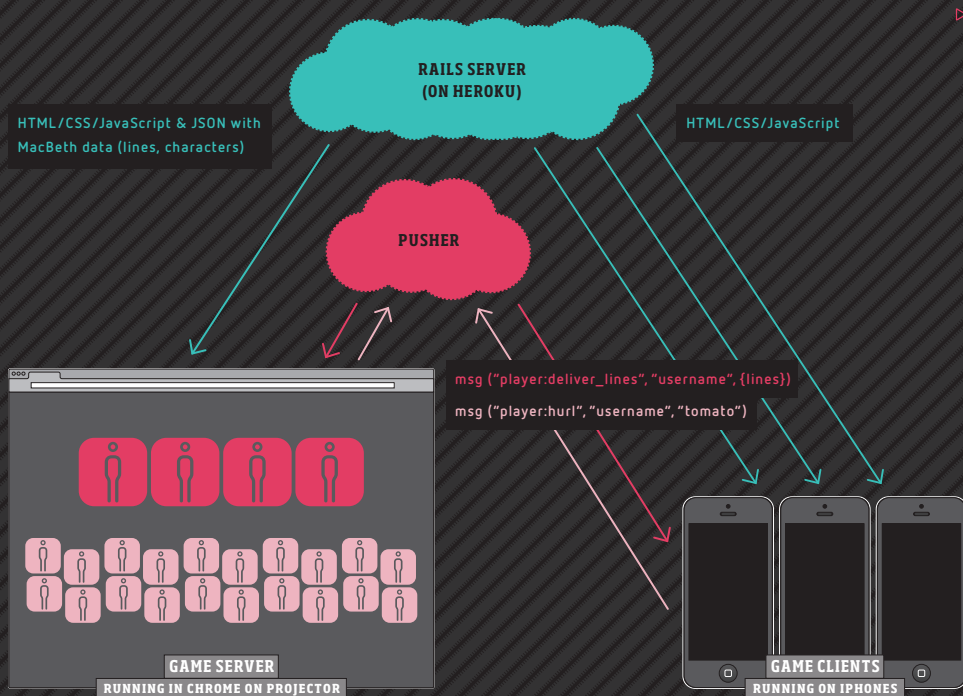 RAILS SERVER
(ON HEROKU)
HTML/CSS/JavaScript & JSON with
MacBeth data (lines, characters)
HTML/CSS/JavaScript
PUSHER
msg (“player:deliver_lines”, “username”, {lines})
msg (“player:hurl”, “username”, “tomato”)
GAME SERVER
RUNNING IN CHROME ON PROJECTOR
GAME CLIENTS
RUNNING ON IPHONES